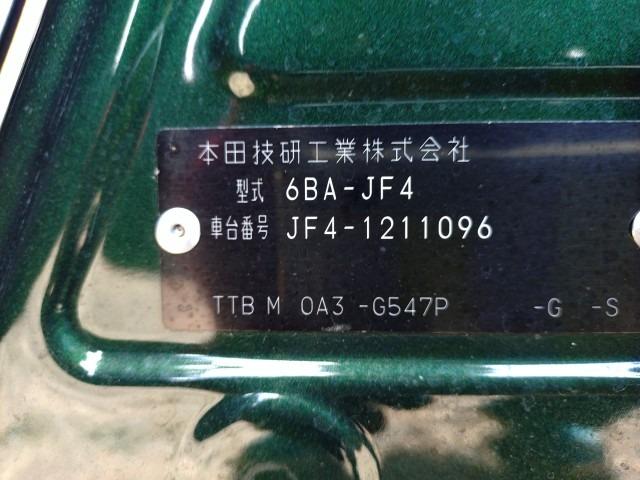 本田技研工業株式会社
型式 6BA-JF4
車台番号 JF4-1211096
TTB M 0A3 -G547P -G -S